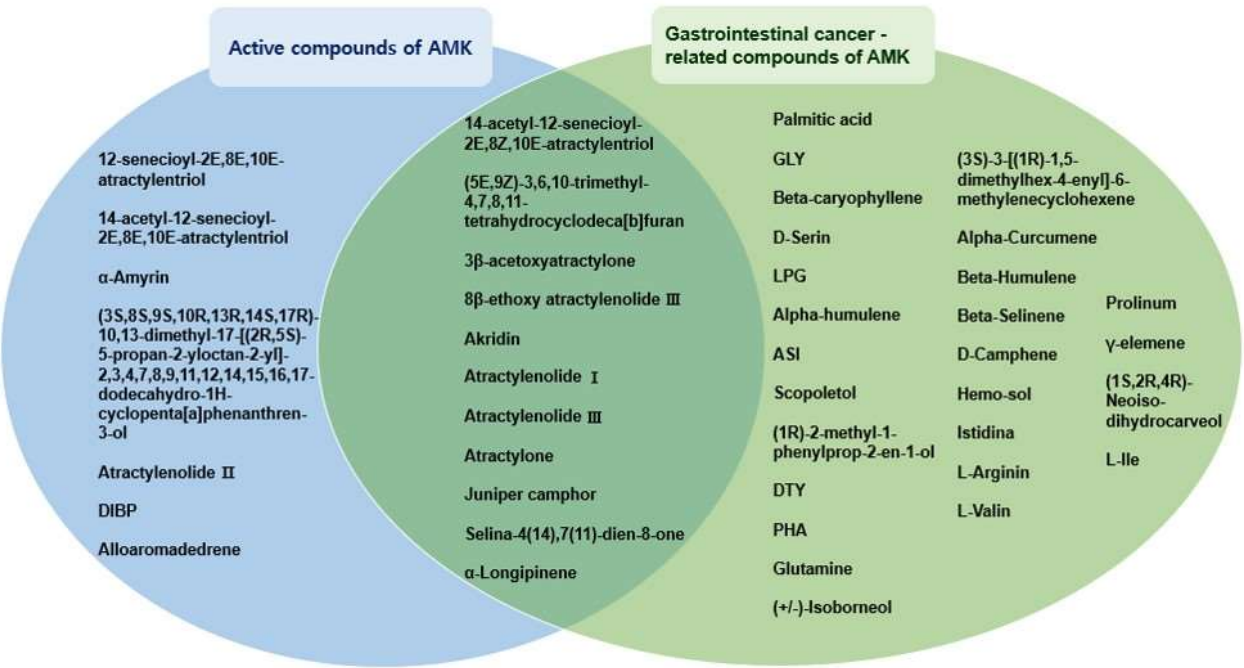 Active compounds of AMK
Gastrointestinal cancer -
related compounds of AMK
12-senecioyl-2E,8E,10E-
atractylentriol
14-acetyl-12-senecioyl-
2E,8E,10E-atractylentriol
α-Amyrin
(3S,8S,9S,10R,13R,14S,17R)-
10,13-dimethyl-17-[(2R,5S)-
5-propan-2-yloctan-2-yl]-
2,3,4,7,8,9,11,12,14,15,16,17-
dodecahydro-1H-
cyclopenta[a]phenanthren-
3-ol
Atractylenolide Ⅱ
DIBP
Alloaromadedrene
14-acetyl-12-senecioyl-
2E,8Z,10E-atractylentriol
(5E,9Z)-3,6,10-trimethyl-
4,7,8,11-
tetrahydrocyclodeca[b]furan
3β-acetoxyatractylone
8β-ethoxy atractylenolide Ⅲ
Akridin
Atractylenolide Ⅰ
Atractylenolide Ⅲ
Atractylone
Juniper camphor
Selina-4(14),7(11)-dien-8-one
α-Longipinene
Palmitic acid
GLY
Beta-caryophyllene
D-Serin
LPG
Alpha-humulene
ASI
Scopoletol
(1R)-2-methyl-1-
phenylprop-2-en-1-ol
DTY
PHA
Glutamine
(+/-)-Isoborneol
(3S)-3-[(1R)-1,5-
dimethylhex-4-enyl]-6-
methylenecyclohexene
Alpha-Curcumene
Beta-Humulene
Beta-Selinene
D-Camphene
Hemo-sol
Istidina
L-Arginin
L-Valin
Prolinum
γ-elemene
(1S,2R,4R)-
Neoiso-
dihydrocarveol
L-Ile